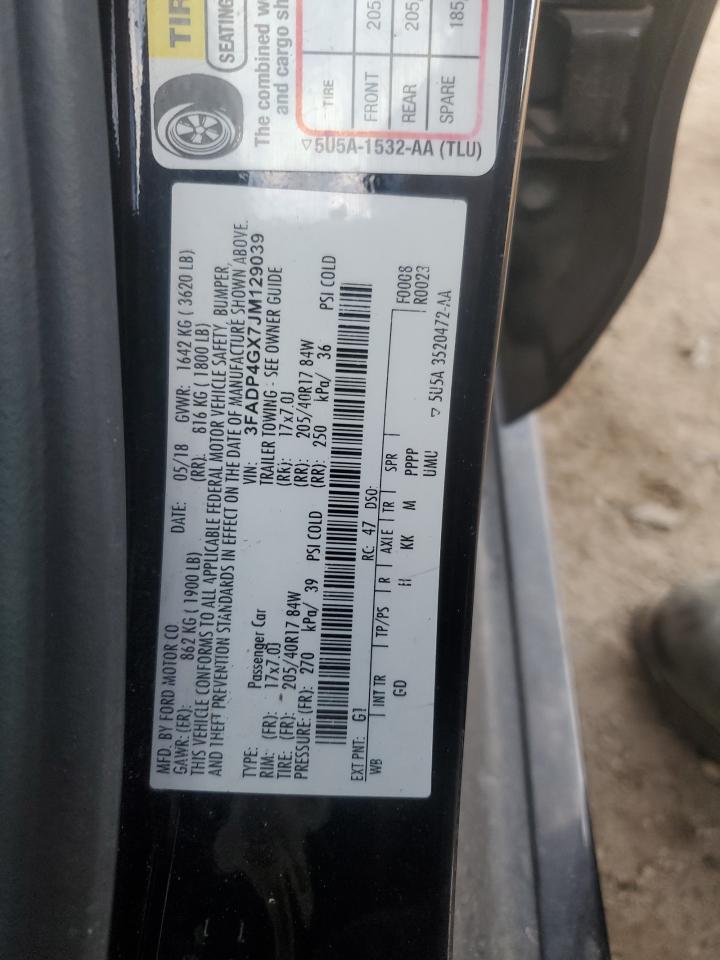 MFD. BY FORD MOTOR CO
DATE: 05/18 GVWR: 1642 KG ( 3620 LB)
GAWR: (FR): 862 KG ( 1900 LB) (RR): 816 KG ( 1800 LB)
THIS VEHICLE CONFORMS TO ALL APPLICABLE FEDERAL MOTOR VEHICLE SAFETY, BUMPER,
AND THEFT PREVENTION STANDARDS IN EFFECT ON THE DATE OF MANUFACTURE SHOWN ABOVE.
VIN: 3FADP4GX7JM129039
TYPE: Passenger Car TRAILER TOWING - SEE OWNER GUIDE
RIM: (FR): 17x7.0J (RR): 17x7.0J
TIRE: (FR): 205/40R17 84W (RR): 205/40R17 84W
PRESSURE: (FR): 270 kPa/ 39 PSI COLD (RR): 250 kPa/ 36 PSI COLD
EXT PNT: G1 RC: 47 DSO: F0008
R0023
WB INT TR TP/PS R AXLE TR SPR
GD H KK M PPPP
UMU
▽ 5U5A 3520472-AA
TIR
SEATING
The combined w
and cargo sh
TIRE
FRONT 205
REAR 205
SPARE 185
▽5U5A-1532-AA (TLU)